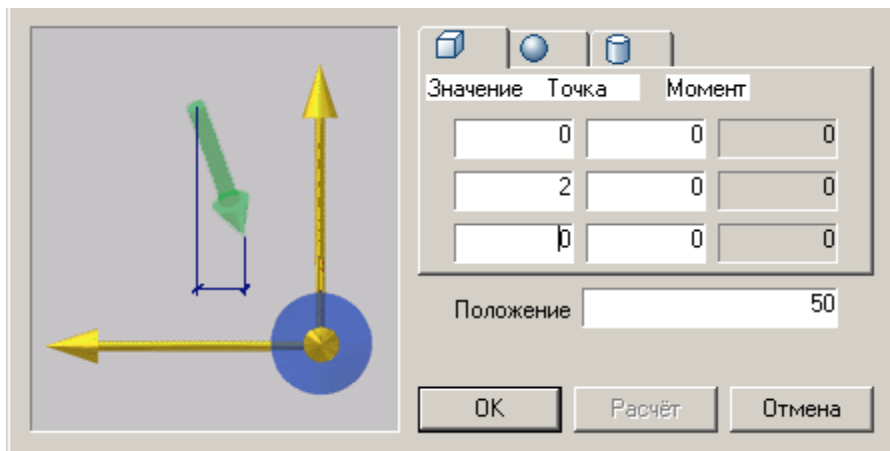 Значение Точка Момент
0 0 0
2 0 0
0 0 0
Положение 50
OK Расчёт Отмена